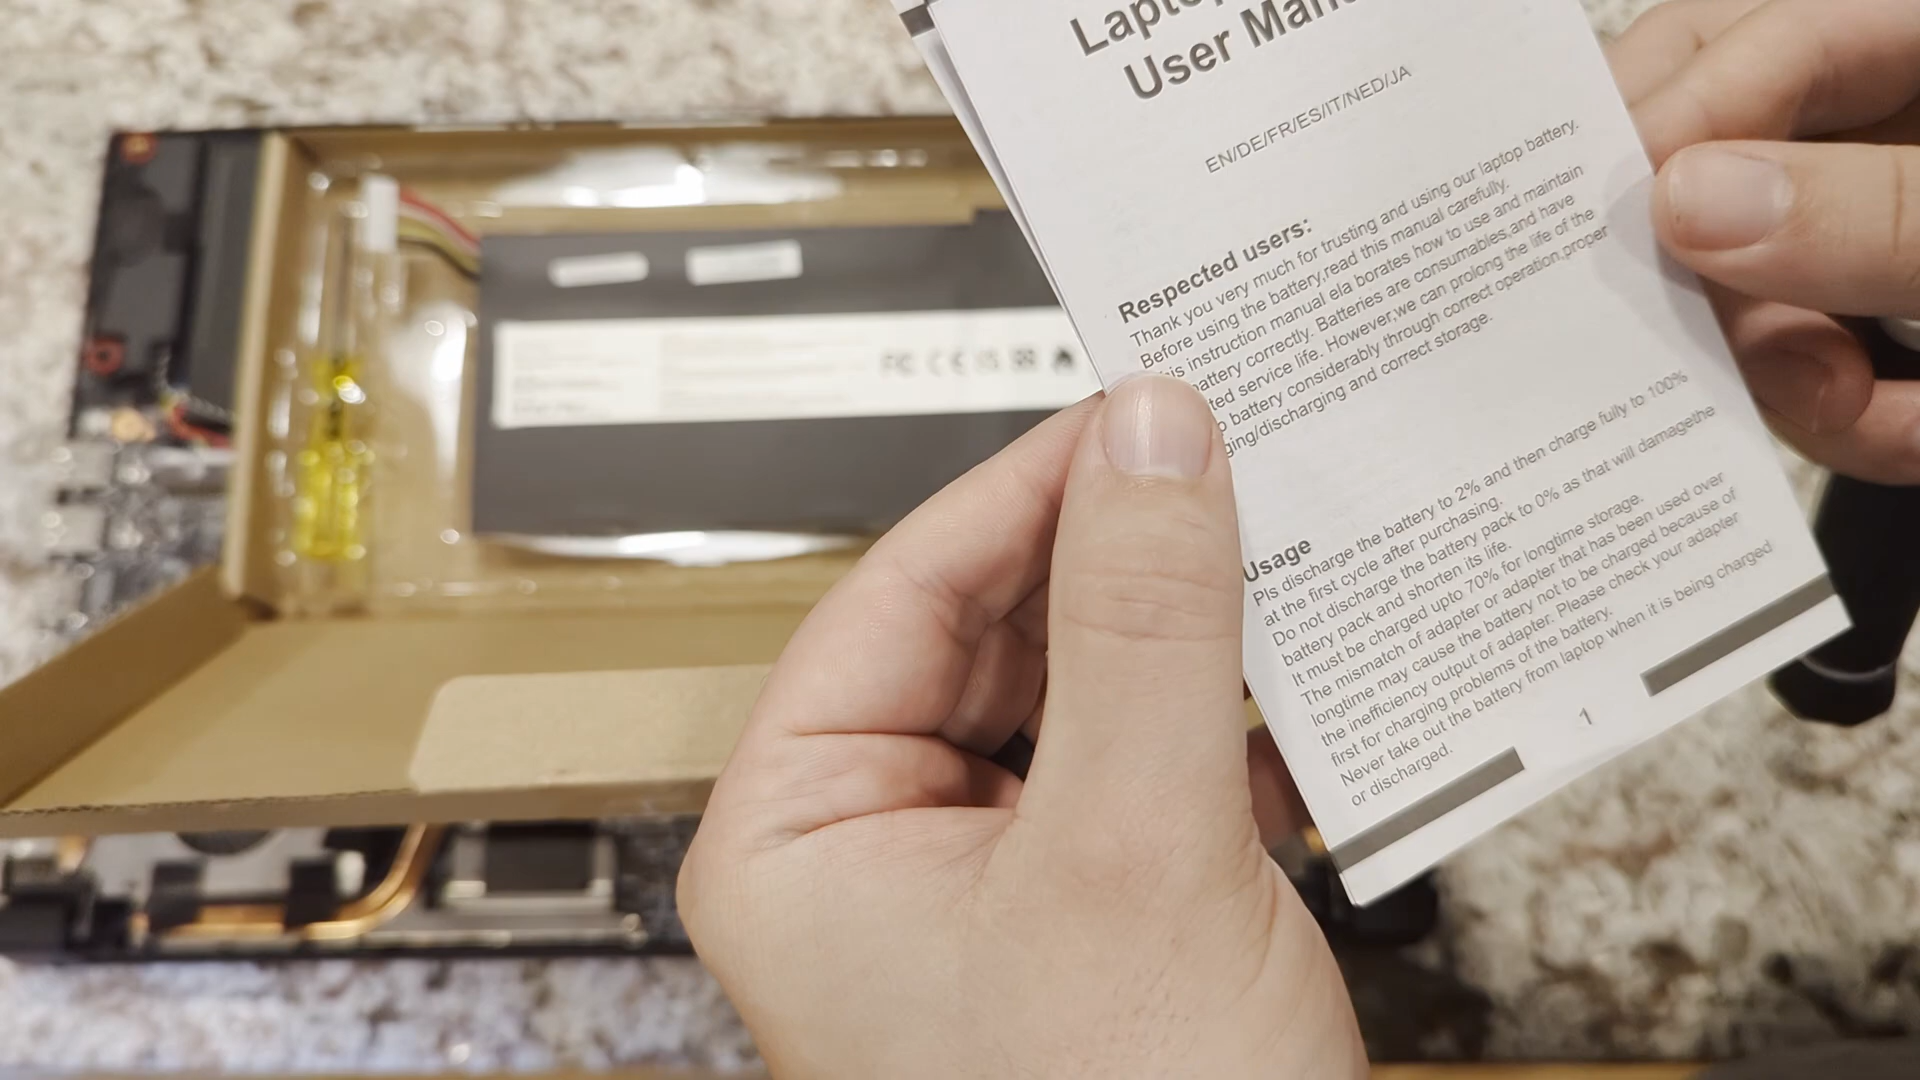 User
EN/DE/FR/ES/IT/NED/JA
Respected users:
Thank you very much for trusting and using our laptop battery.
Before using the battery,read this manual carefully.
instruction manual ela borates how to use and maintain
battery correctly. Batteries are consumables,and have
service life. However,we can prolong the life of the
battery considerably through correct operation,proper
/discharging and correct storage.
Usage
Pls discharge the battery to 2% and then charge fully to 100%
at the first cycle after purchasing.
Do not discharge the battery pack to 0% as that will damagethe
battery pack and shorten its life.
It must be charged upto 70% for longtime storage.
The mismatch of adapter or adapter that has been used over
longtime may cause the battery not to be charged because of
the inefficiency output of adapter. Please check your adapter
first for charging problems of the battery.
Never take out the battery from laptop when it is being charged
or discharged.
1
FC CE